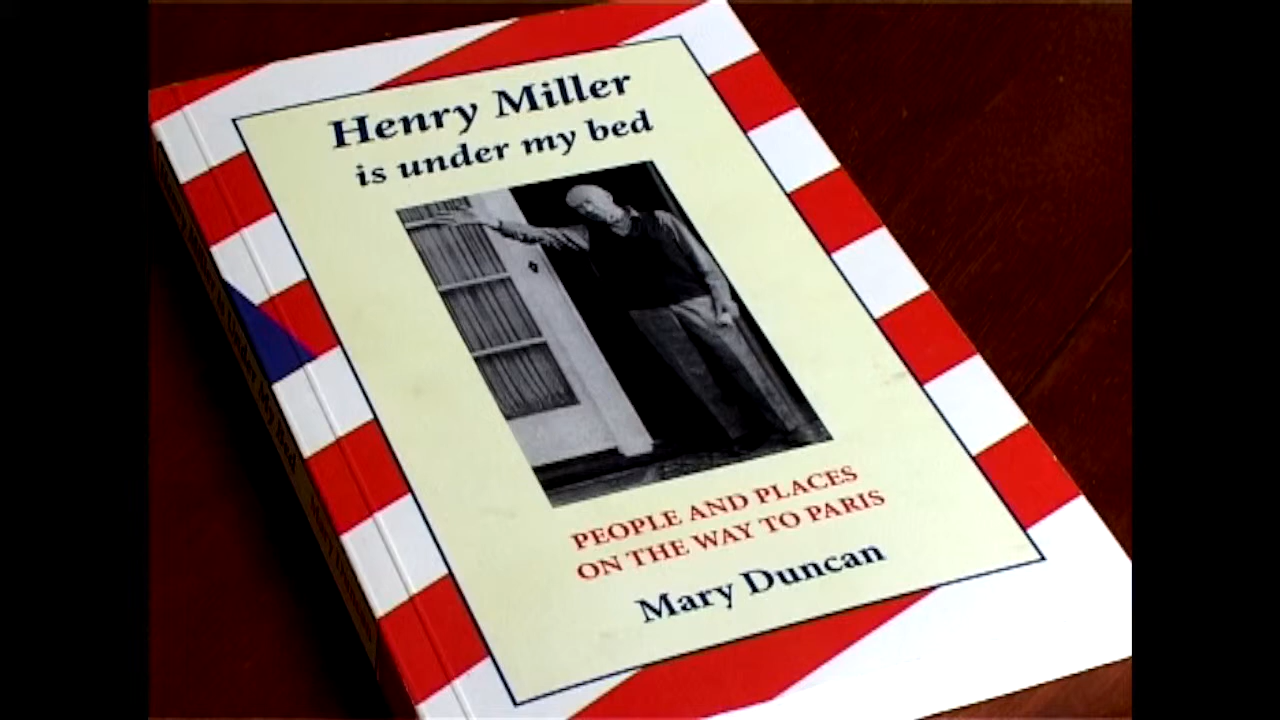 Henry Miller
is under my bed
PEOPLE AND PLACES
ON THE WAY TO PARIS
Mary Duncan